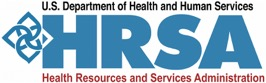 U.S. Department of Health and Human Services
HRSA
Health Resources and Services Administration